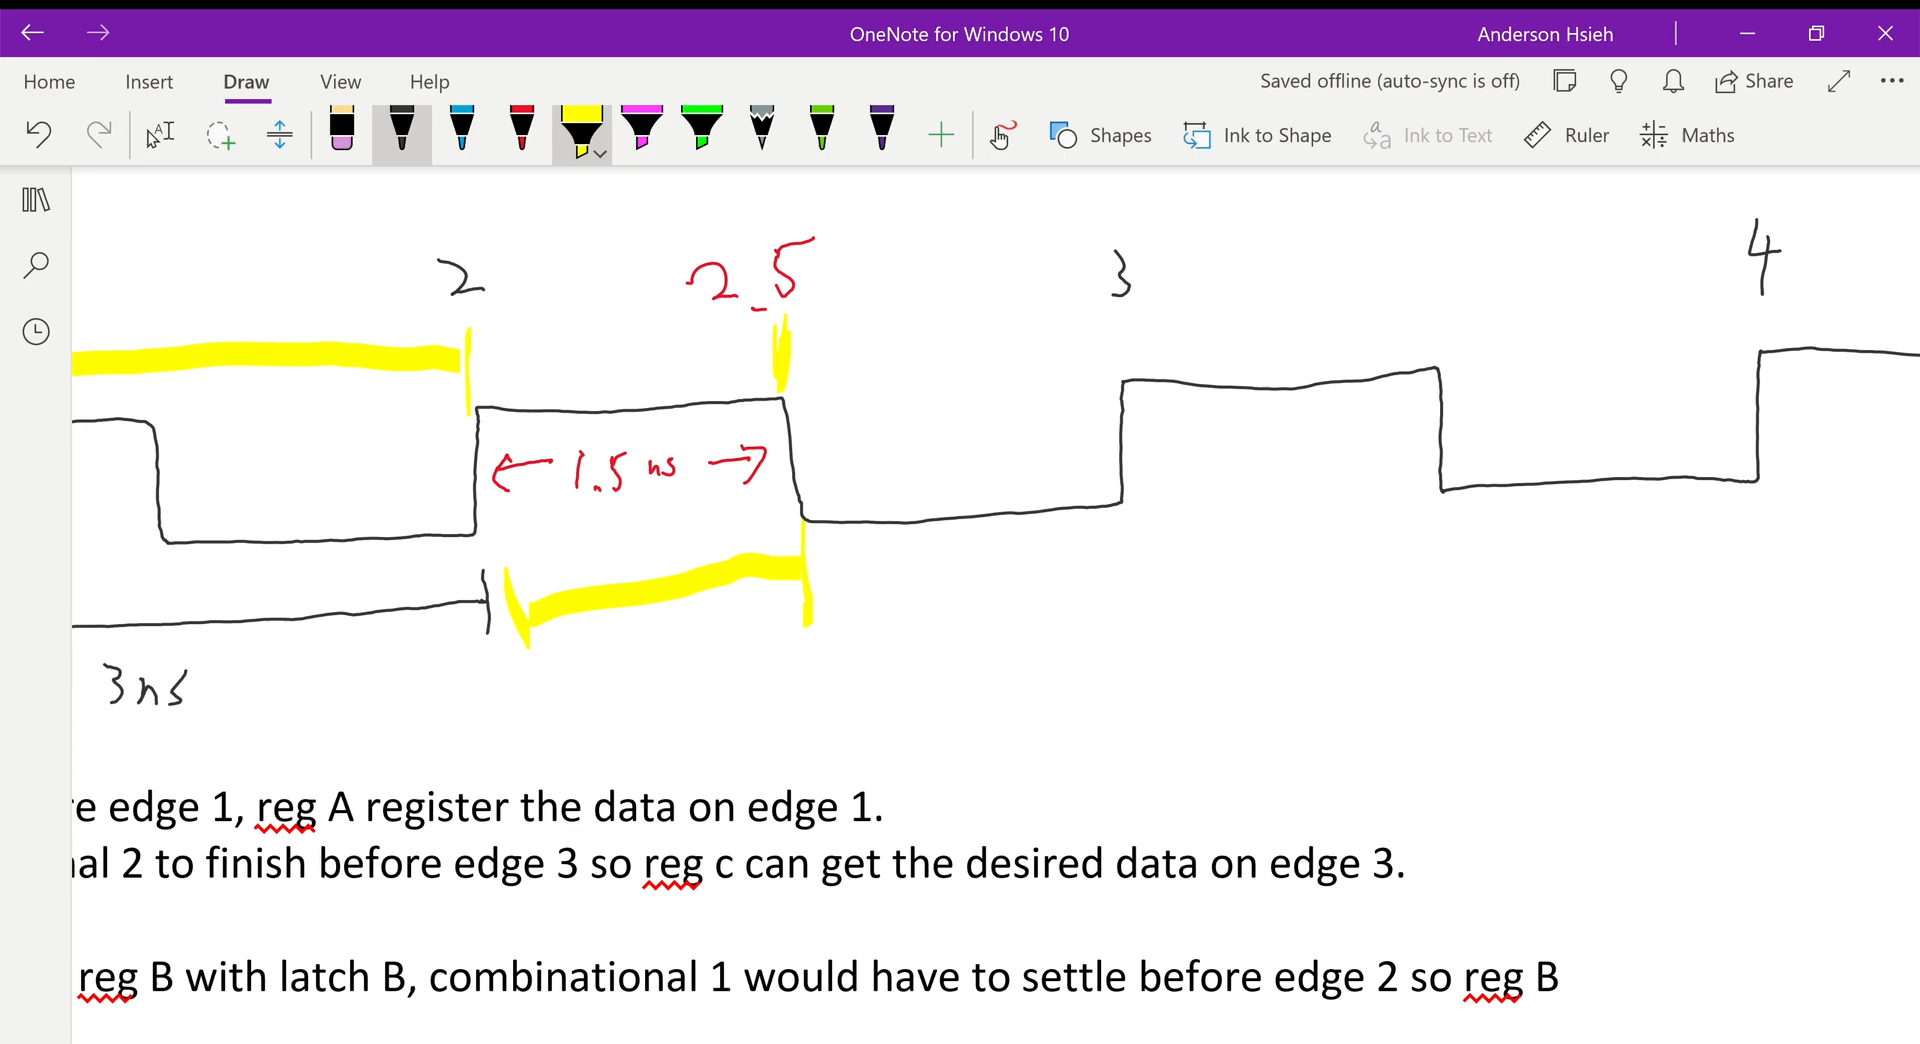 OneNote for Windows 10
Anderson Hsieh
Home Insert Draw View Help
Saved offline (auto-sync is off) Share
Shapes Ink to Shape Ink to Text Ruler Maths
2 2.5 3 4
1.5 ns
3ns
re edge 1, reg A register the data on edge 1.
al 2 to finish before edge 3 so reg c can get the desired data on edge 3.
reg B with latch B, combinational 1 would have to settle before edge 2 so reg B